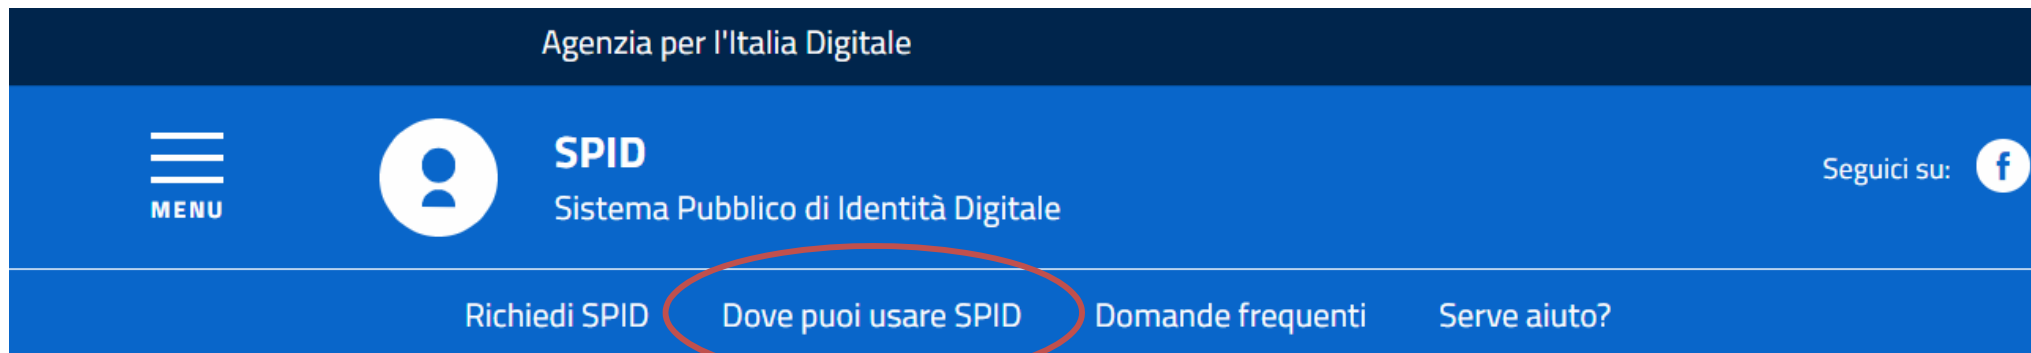 Agenzia per l'Italia Digitale
MENU
SPID
Sistema Pubblico di Identità Digitale
Seguici su:
Richiedi SPID Dove puoi usare SPID Domande frequenti Serve aiuto?